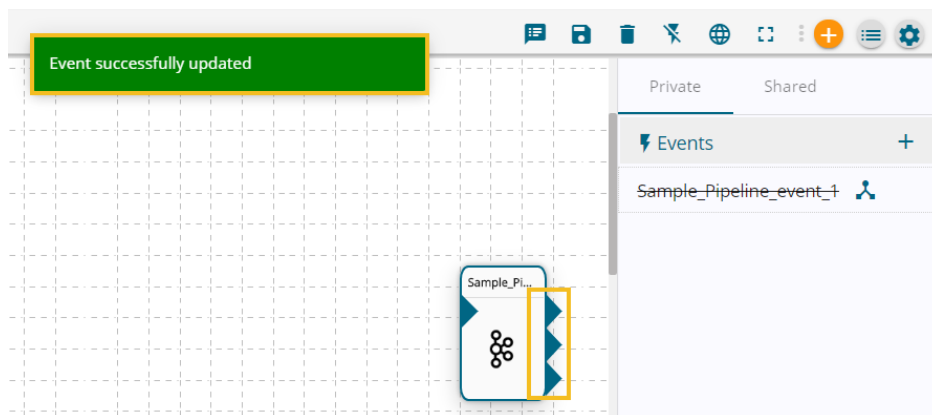 Event successfully updated
Private
Shared
Events
Sample_Pipeline_event_1
Sample_Pi...